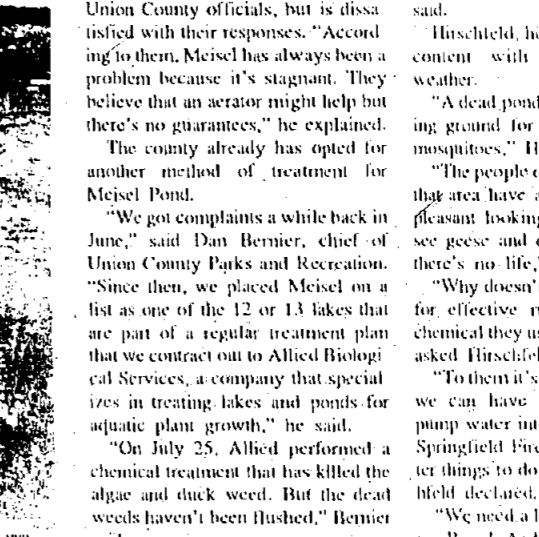 Union County officials, but is dissa
tisfied with their responses. "Accord
ing to them, Meisel has always been a
problem because it's stagnant. They
believe that an aerator might help but
there's no guarantees," he explained.
The county already has opted for
another method of treatment for
Meisel Pond.
"We got complaints a while back in
June," said Dan Bernier, chief of
Union County Parks and Recreation.
"Since then, we placed Meisel on a
list as one of the 12 or 13 lakes that
are part of a regular treatment plan
that we contract out to Allied Biologi
cal Services, a company that special
izes in treating lakes and ponds for
aquatic plant growth," he said.
"On July 25, Allied performed a
chemical treatment that has killed the
algae and duck weed. But the dead
weeds haven't been flushed," Bernier
said.
Hirschfeld, h
content with
weather.
"A dead pond
ing ground for
mosquitoes," H
"The people
that area have a
pleasant looking
see geese and
there's no life,
"Why doesn'
for effective
chemical they u
asked Hirschfe
"To them it's
we can have
pump water int
Springfield Fire
ter things to do
hfeld declared.
"We need a l